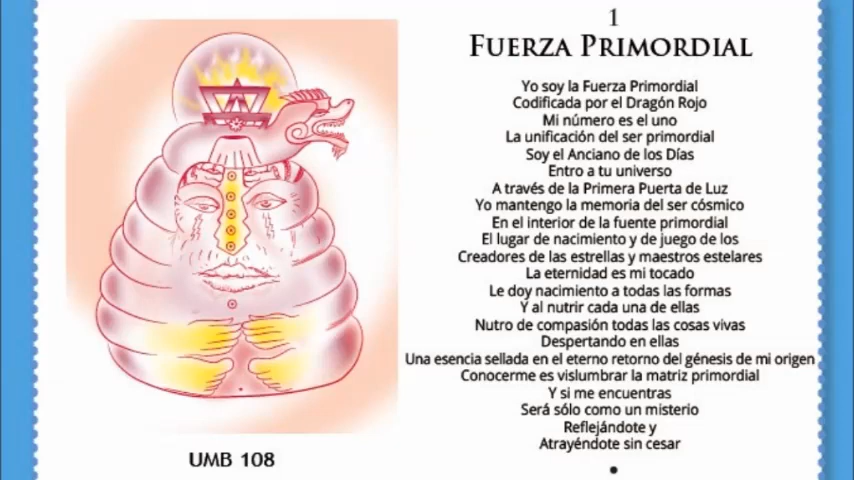 1
FUERZA PRIMORDIAL
Yo soy la Fuerza Primordial
Codificada por el Dragón Rojo
Mi número es el uno
La unificación del ser primordial
Soy el Anciano de los Días
Entro a tu universo
A través de la Primera Puerta de Luz
Yo mantengo la memoria del ser cósmico
En el interior de la fuente primordial
El lugar de nacimiento y de juego de los
Creadores de las estrellas y maestros estelares
La eternidad es mi tocado
Le doy nacimiento a todas las formas
Y al nutrir cada una de ellas
Nutro de compasión todas las cosas vivas
Despertando en ellas
Una esencia sellada en el eterno retorno del génesis de mi origen
Conocerme es vislumbrar la matriz primordial
Y si me encuentras
Será sólo como un misterio
Reflejándote y
Atrayéndote sin cesar
UMB 108